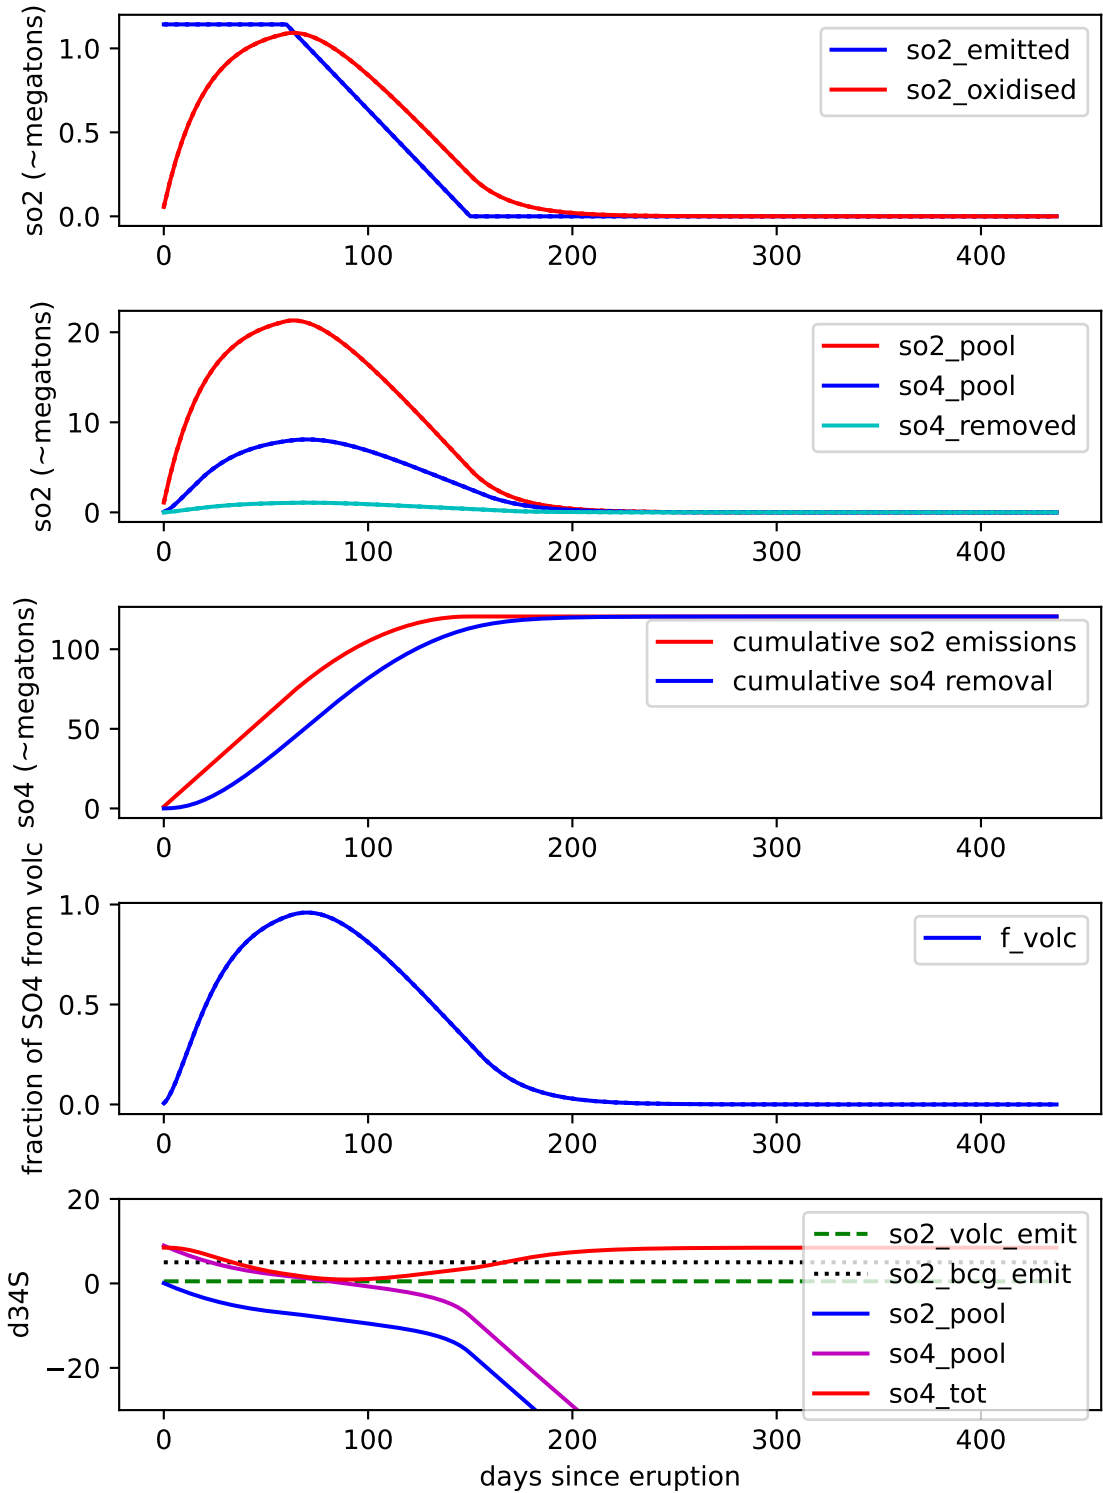 so2 (~megatons)
1.0
0.5
0.0
so2_emitted
so2_oxidised
0 100 200 300 400
so2 (~megatons)
20
10
0
so2_pool
so4_pool
so4_removed
0 100 200 300 400
so4 (~megatons)
100
50
0
cumulative so2 emissions
cumulative so4 removal
0 100 200 300 400
fraction of SO4 from volc
1.0
0.5
0.0
f_volc
0 100 200 300 400
d34S
20
0
−20
so2_volc_emit
so2_bcg_emit
so2_pool
so4_pool
so4_tot
0 100 200 300 400
days since eruption